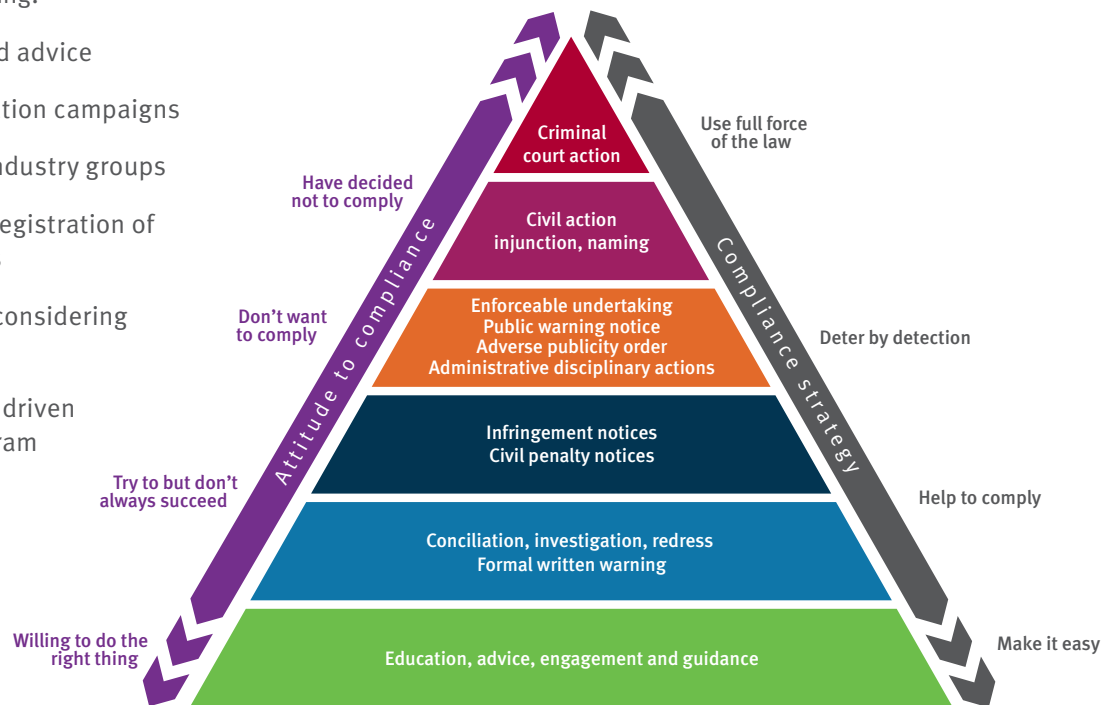 ng:
d advice
tion campaigns
ndustry groups
egistration of
considering
driven
ram
Criminal
court action
Civil action
injunction, naming
Enforceable undertaking
Public warning notice
Adverse publicity order
Administrative disciplinary actions
Infringement notices
Civil penalty notices
Conciliation, investigation, redress
Formal written warning
Education, advice, engagement and guidance
Attitude to compliance
Have decided
not to comply
Don't want
to comply
Try to but don't
always succeed
Willing to do the
right thing
Compliance strategy
Use full force
of the law
Deter by detection
Help to comply
Make it easy